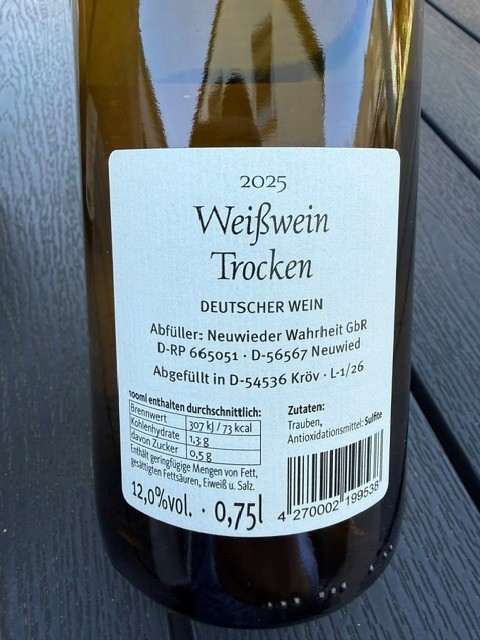 2025
Weißwein
Trocken
DEUTSCHER WEIN
Abfüller: Neuwieder Wahrheit GbR
D-RP 665051 · D-56567 Neuwied
Abgefüllt in D-54536 Kröv · L-1/26
100ml enthalten durchschnittlich:
Brennwert 307 kJ / 73 kcal
Kohlenhydrate 1,3 g
davon Zucker 0,5 g
Enthält geringfügige Mengen von Fett,
gesättigten Fettsäuren, Eiweiß u. Salz.
12,0%vol. · 0,75l
Zutaten:
Trauben,
Antioxidationsmittel: Sulfite
4 270002 199538